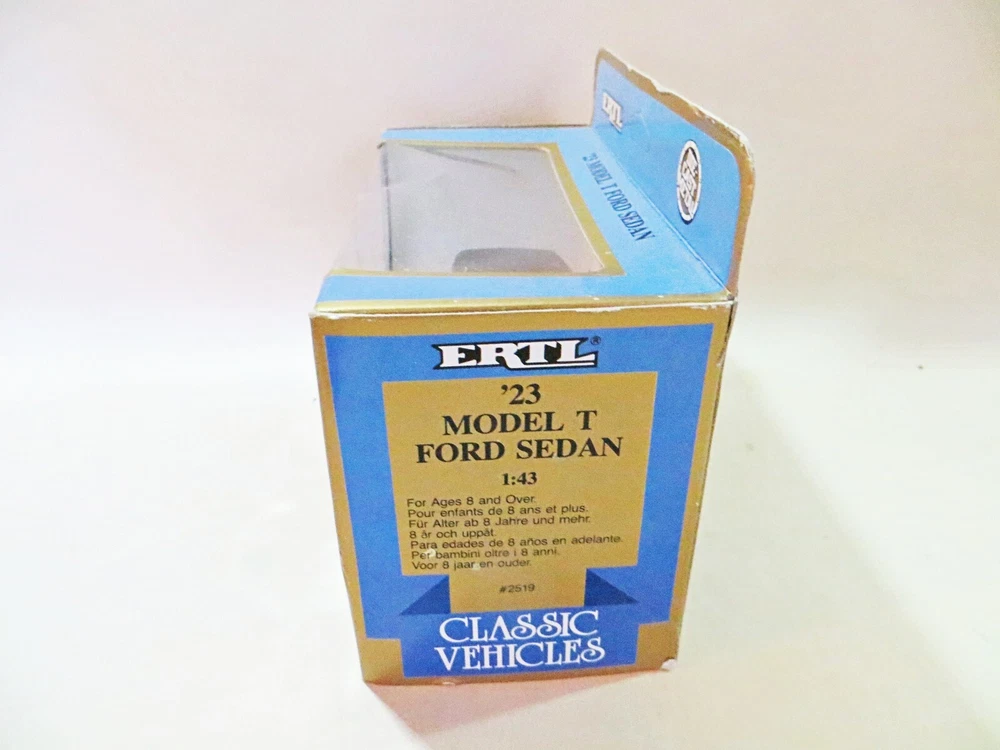 ERTL
'23 MODEL T FORD SEDAN
ERTL®
'23
MODEL T
FORD SEDAN
1:43
For Ages 8 and Over.
Pour enfants de 8 ans et plus.
Für Alter ab 8 Jahre und mehr.
8 år och uppåt.
Para edades de 8 años en adelante.
Per bambini oltre i 8 anni.
Voor 8 jaar en ouder.
#2519
CLASSIC
VEHICLES